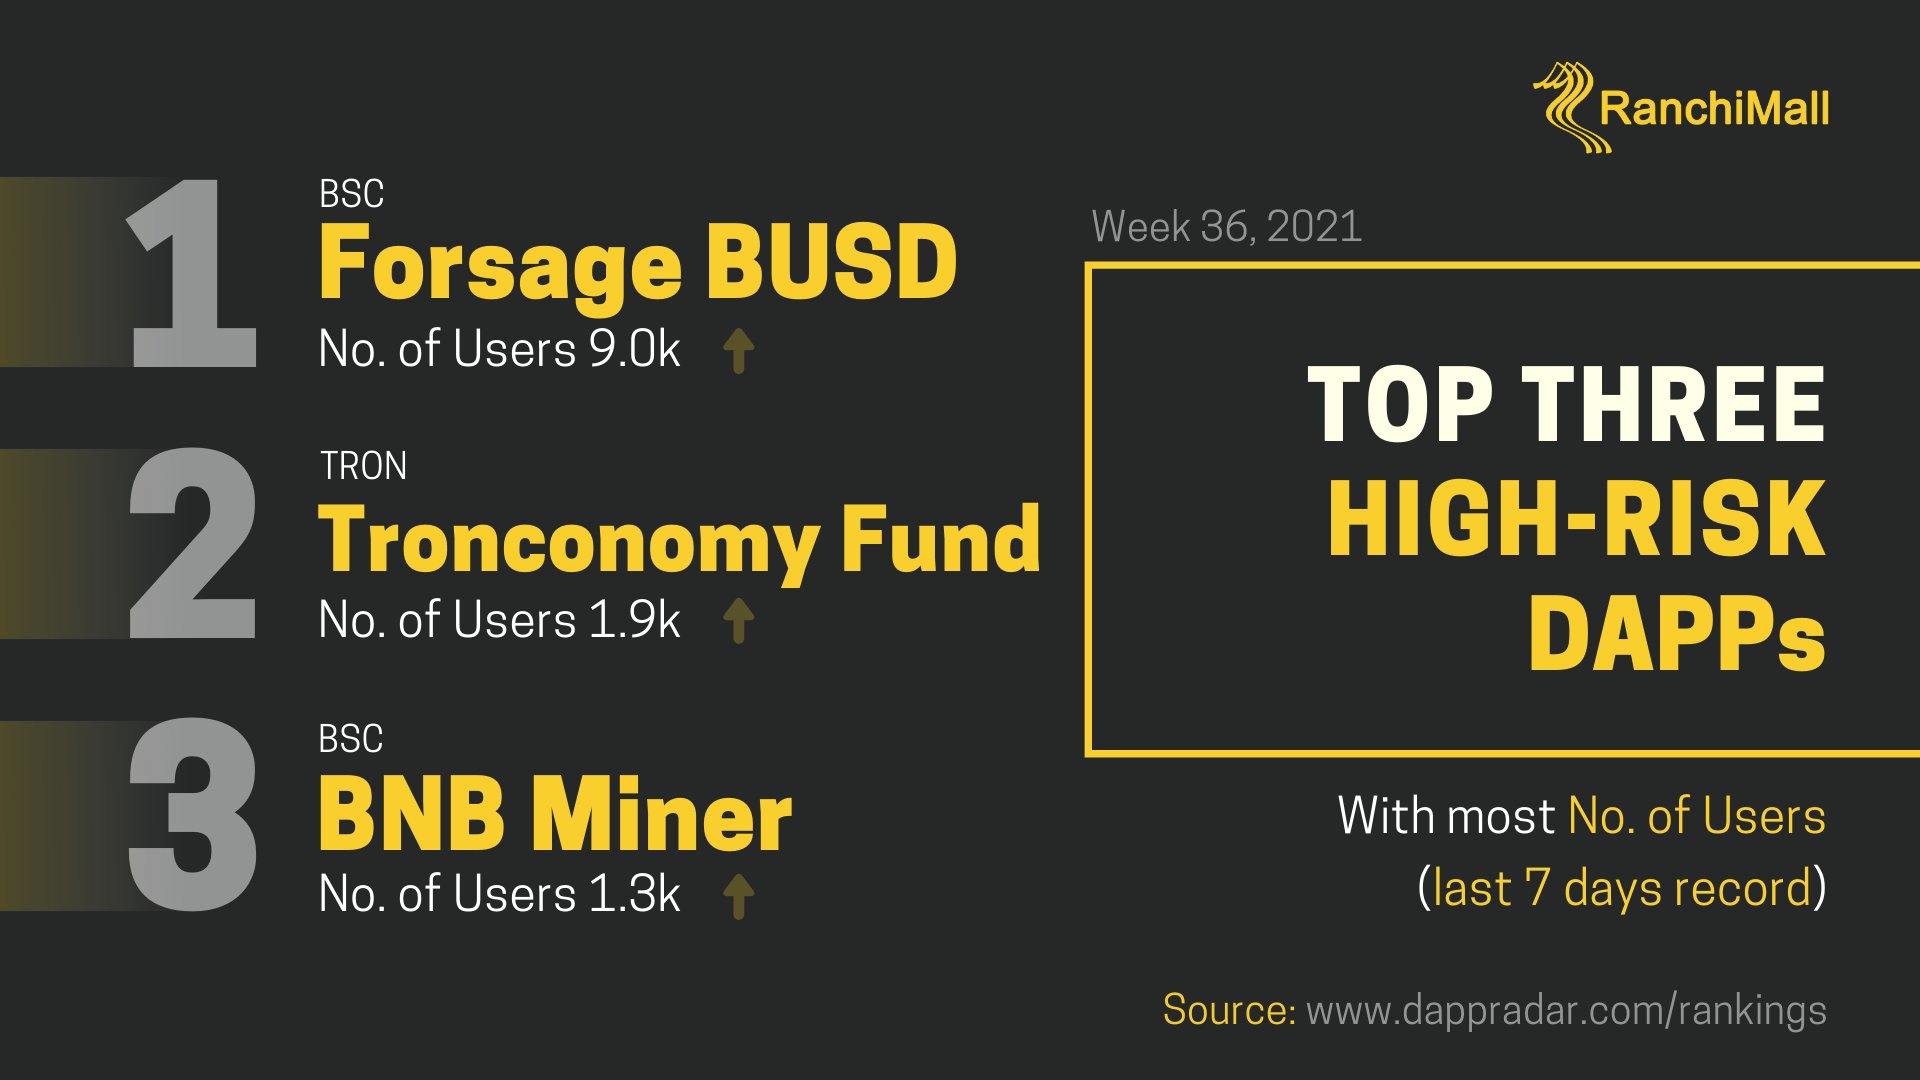 RanchiMall
1
BSC
Forsage BUSD
No. of Users 9.0k
2
TRON
Tronconomy Fund
No. of Users 1.9k
3
BSC
BNB Miner
No. of Users 1.3k
Week 36, 2021
TOP THREE
HIGH-RISK
DAPPs
With most No. of Users
(last 7 days record)
Source: www.dappradar.com/rankings